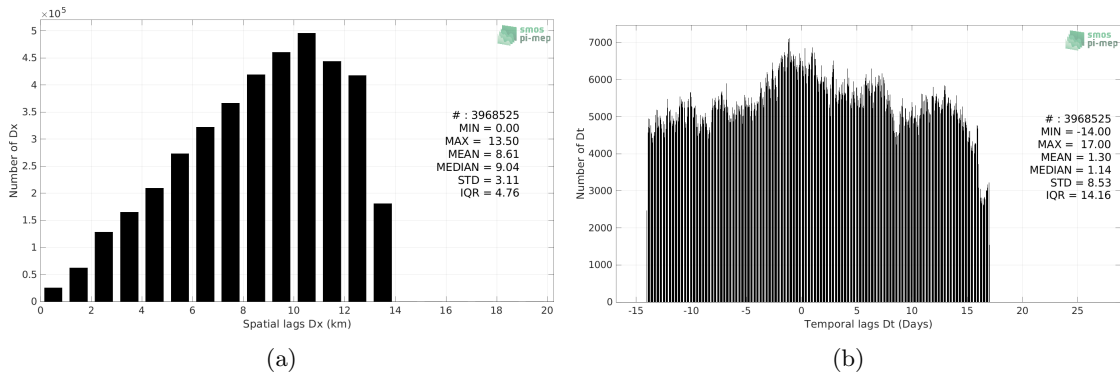 ×10⁵
5
4.5
4
3.5
3
2.5
2
1.5
1
0.5
0
Number of Dx
0 2 4 6 8 10 12 14 16 18 20
Spatial lags Dx (km)
smos
pi-mep
# : 3968525
MIN = 0.00
MAX = 13.50
MEAN = 8.61
MEDIAN = 9.04
STD = 3.11
IQR = 4.76
(a)
7000
6000
5000
4000
3000
2000
1000
0
Number of Dt
-15 -10 -5 0 5 10 15 20 25
Temporal lags Dt (Days)
smos
pi-mep
# : 3968525
MIN = -14.00
MAX = 17.00
MEAN = 1.30
MEDIAN = 1.14
STD = 8.53
IQR = 14.16
(b)